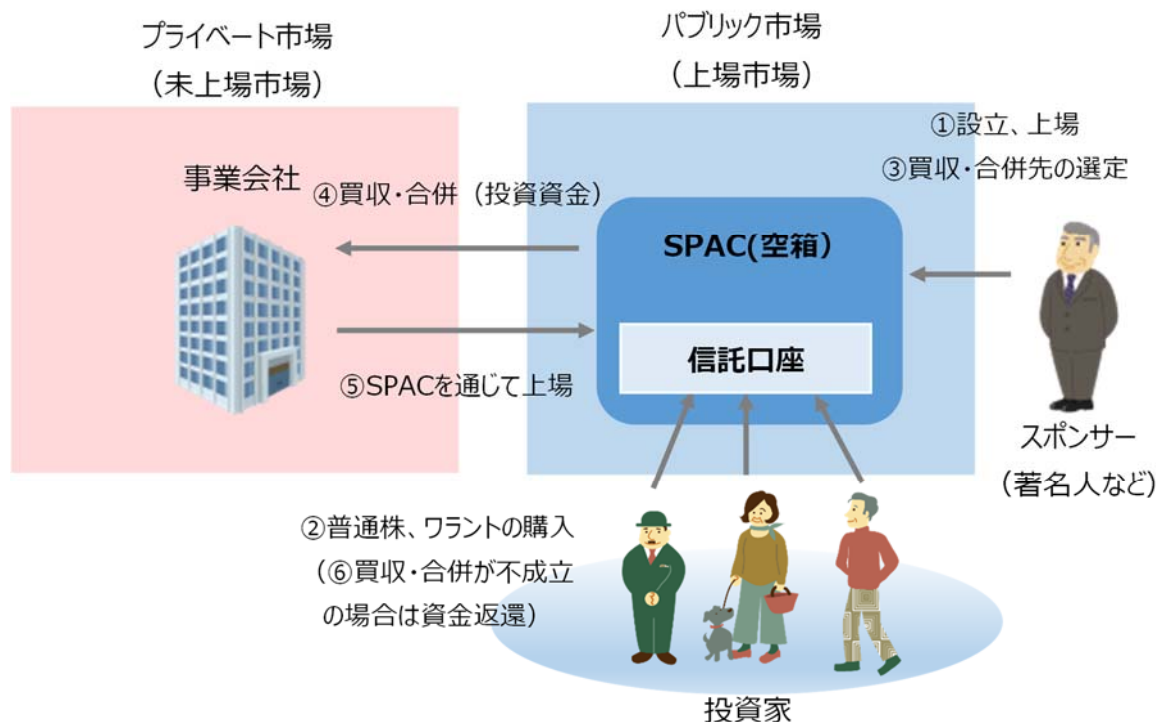 プライベート市場
（未上場市場）
パブリック市場
（上場市場）
①設立、上場
③買収・合併先の選定
事業会社
④買収・合併（投資資金）
SPAC(空箱）
信託口座
⑤SPACを通じて上場
スポンサー
（著名人など）
②普通株、ワラントの購入
（⑥買収・合併が不成立
の場合は資金返還）
投資家